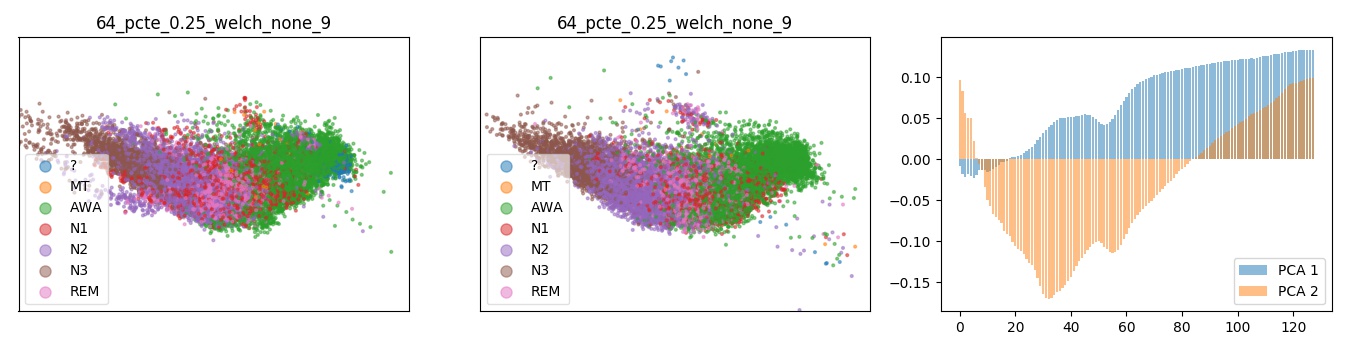 64_pcte_0.25_welch_none_9
?
MT
AWA
N1
N2
N3
REM
64_pcte_0.25_welch_none_9
?
MT
AWA
N1
N2
N3
REM
0.10
0.05
0.00
−0.05
−0.10
−0.15
PCA 1
PCA 2
0 20 40 60 80 100 120